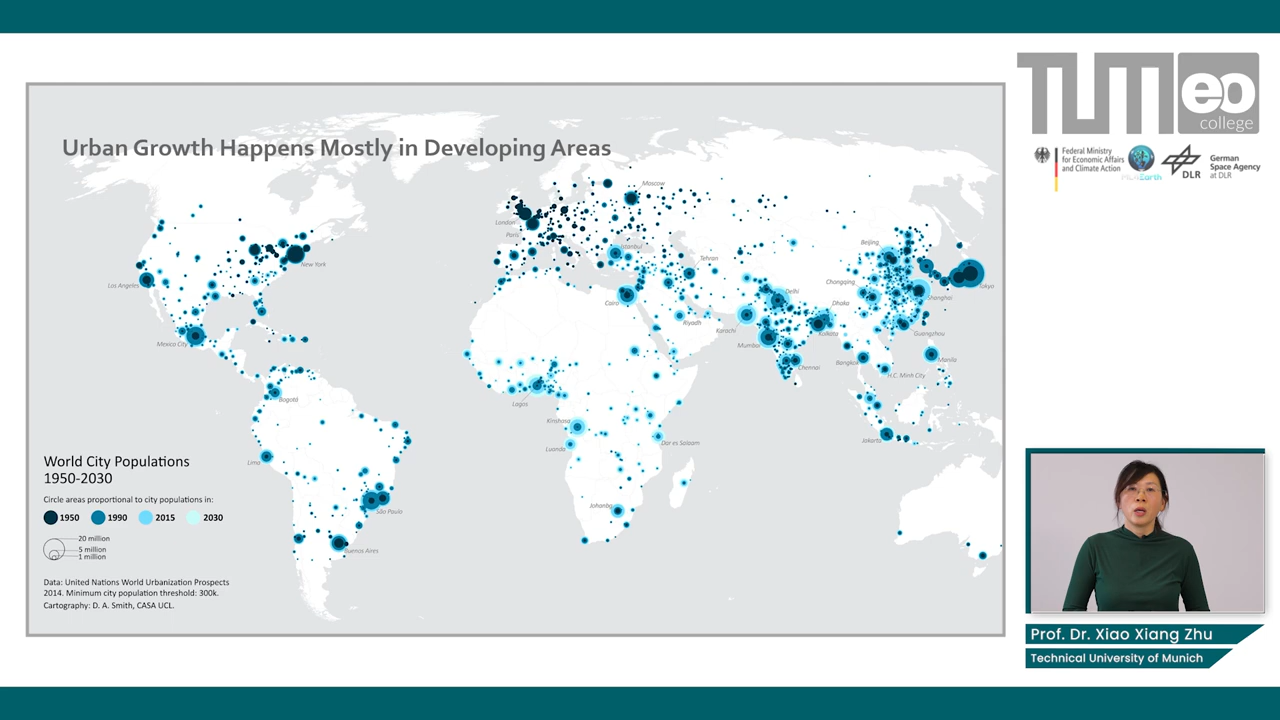 Urban Growth Happens Mostly in Developing Areas
Moscow
London
Paris
Istanbul
Beijing
New York
Tehran
Los Angeles
Chongqing
Tokyo
Delhi
Shanghai
Cairo
Dhaka
Riyadh
Karachi
Kolkata
Guangzhou
Mexico City
Mumbai
Bangkok
Manila
Chennai
H.C. Minh City
Bogotá
Lagos
Kinshasa
Jakarta
Dar es Salaam
Luanda
Lima
World City Populations
1950-2030
Circle areas proportional to city populations in:
1950 1990 2015 2030
São Paulo
Johanbg
20 million
5 million
1 million
Buenos Aires
Data: United Nations World Urbanization Prospects
2014. Minimum city population threshold: 300k.
Cartography: D. A. Smith, CASA UCL.
TUM eo
college
Federal Ministry
for Economic Affairs
and Climate Action
DLR
German
Space Agency
at DLR
Prof. Dr. Xiao Xiang Zhu
Technical University of Munich